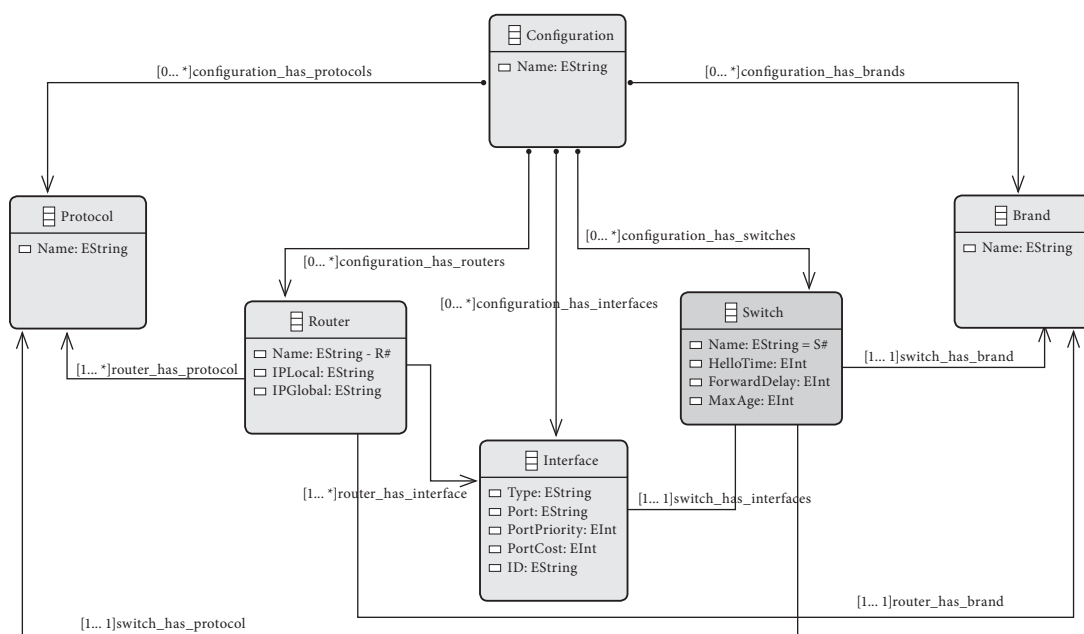 Configuration
Name: EString
[0... *]configuration_has_protocols
[0... *]configuration_has_brands
Protocol
Name: EString
Brand
Name: EString
[0... *]configuration_has_switches
[0... *]configuration_has_routers
[0... *]configuration_has_interfaces
Router
Name: EString - R#
IPLocal: EString
IPGlobal: EString
Switch
Name: EString = S#
HelloTime: EInt
ForwardDelay: EInt
MaxAge: EInt
[1... *]router_has_protocol
[1... 1]switch_has_brand
Interface
Type: EString
Port: EString
PortPriority: EInt
PortCost: EInt
ID: EString
[1... *]router_has_interface
[1... 1]switch_has_interfaces
[1... 1]router_has_brand
[1... 1]switch_has_protocol